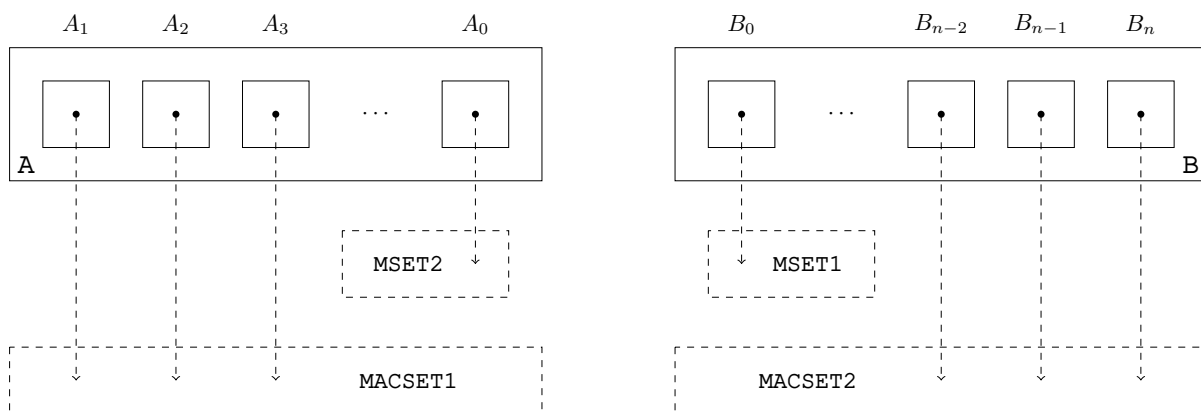 A₁ A₂ A₃ A₀ B₀ Bₙ₋₂ Bₙ₋₁ Bₙ
... ...
A B
MSET2 MSET1
MACSET1 MACSET2